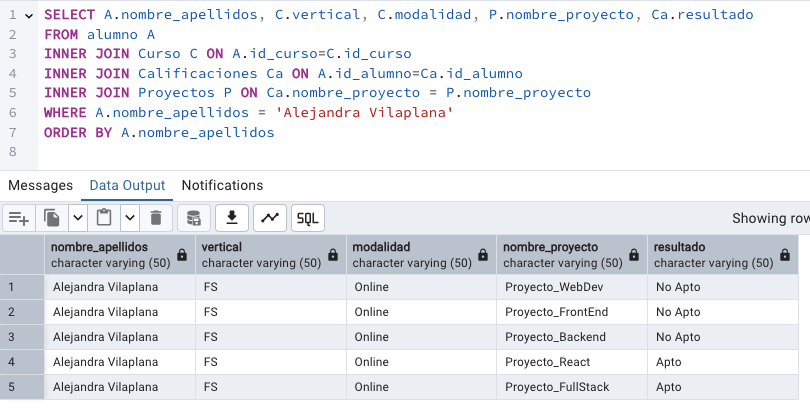 1 SELECT A.nombre_apellidos, C.vertical, C.modalidad, P.nombre_proyecto, Ca.resultado
2 FROM alumno A
3 INNER JOIN Curso C ON A.id_curso=C.id_curso
4 INNER JOIN Calificaciones Ca ON A.id_alumno=Ca.id_alumno
5 INNER JOIN Proyectos P ON Ca.nombre_proyecto = P.nombre_proyecto
6 WHERE A.nombre_apellidos = 'Alejandra Vilaplana'
7 ORDER BY A.nombre_apellidos
8
Messages Data Output Notifications
SQL Showing row
nombre_apellidos vertical modalidad nombre_proyecto resultado
character varying (50) character varying (50) character varying (50) character varying (50) character varying (50)
1 Alejandra Vilaplana FS Online Proyecto_WebDev No Apto
2 Alejandra Vilaplana FS Online Proyecto_FrontEnd No Apto
3 Alejandra Vilaplana FS Online Proyecto_Backend No Apto
4 Alejandra Vilaplana FS Online Proyecto_React Apto
5 Alejandra Vilaplana FS Online Proyecto_FullStack Apto